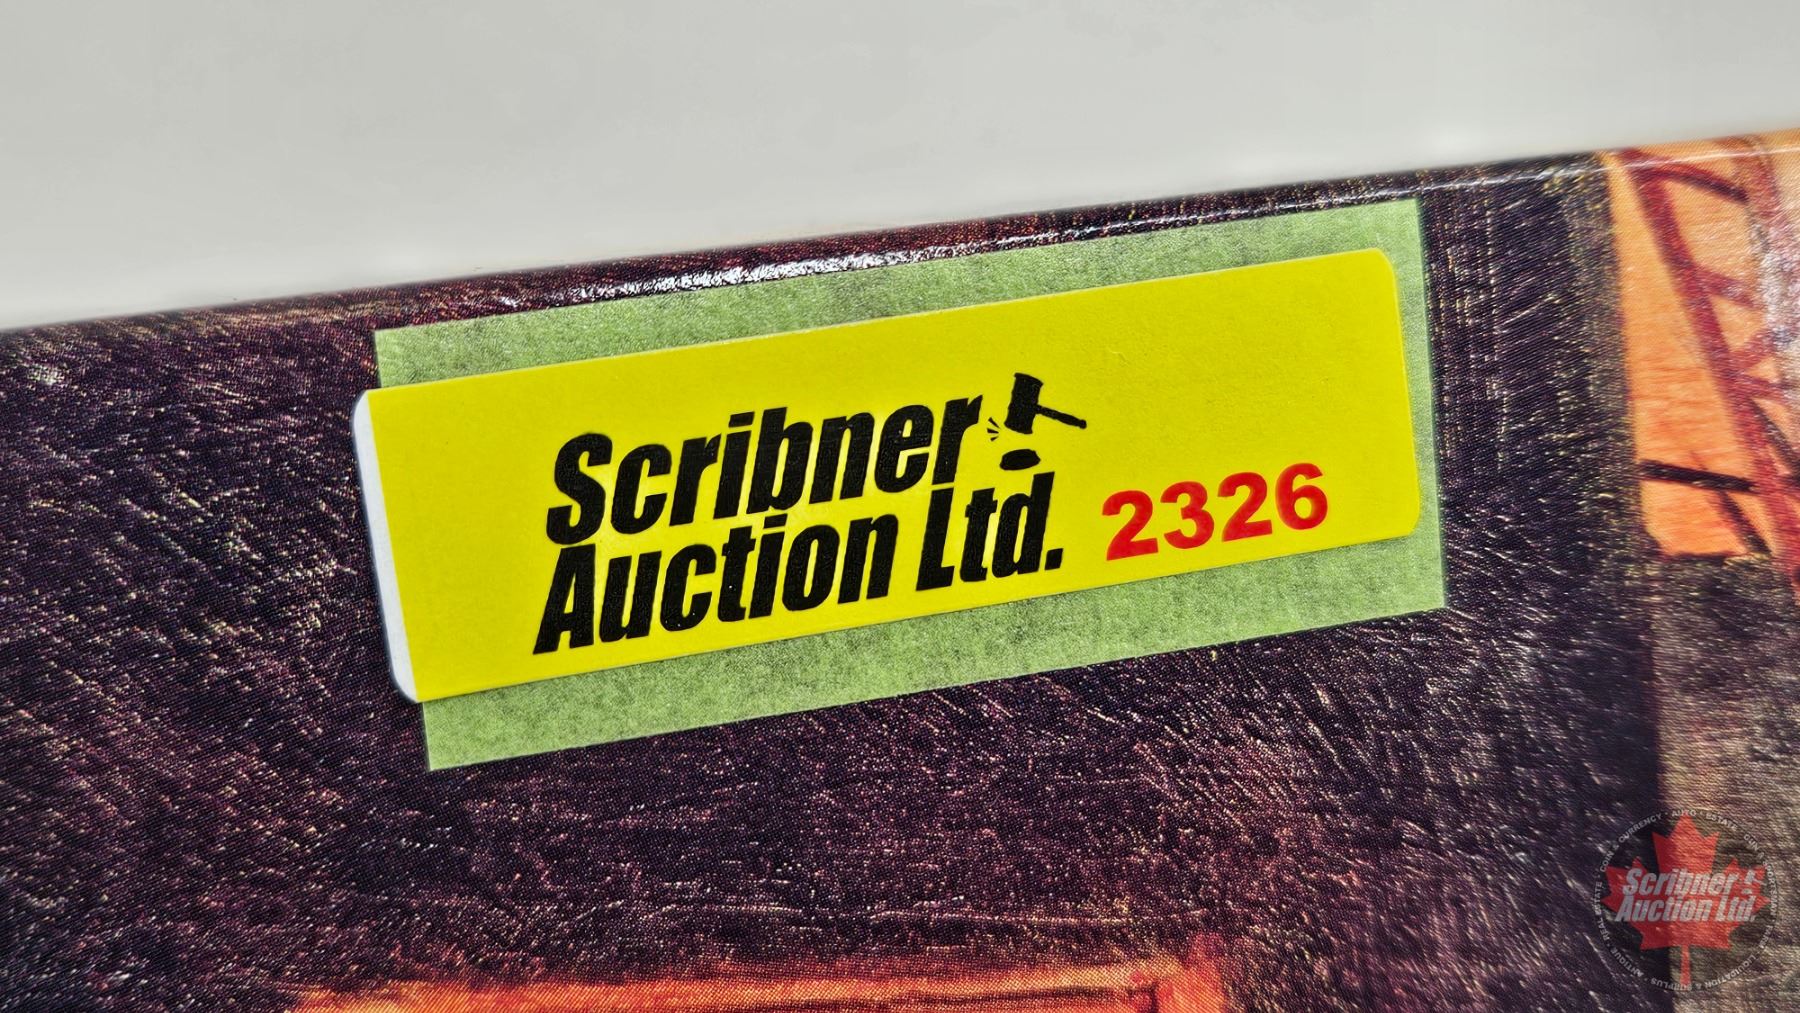 Scribner
Auction Ltd.
2326
Scribner
Auction Ltd.